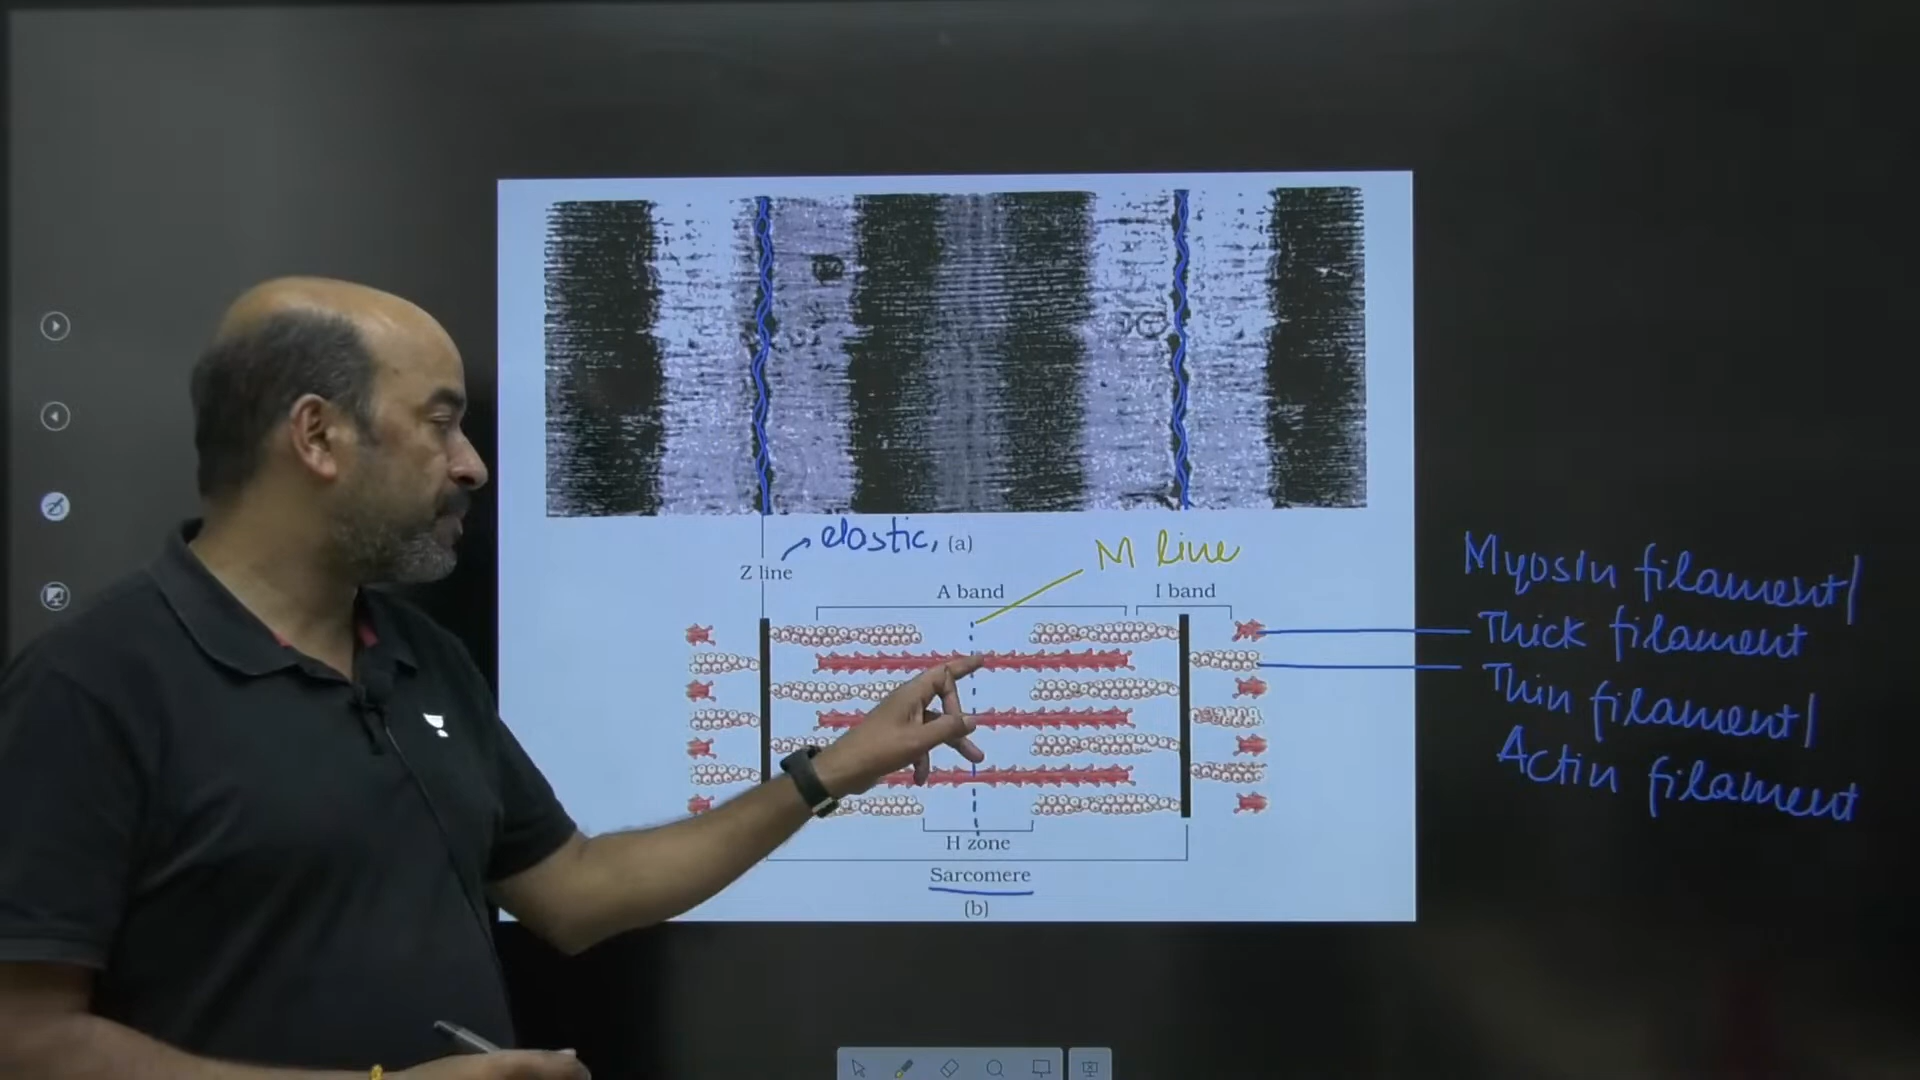 elastic, (a)
M line
Z line
A band
I band
Myosin filament/
Thick filament
Thin filament/
Actin filament
H zone
Sarcomere
(b)